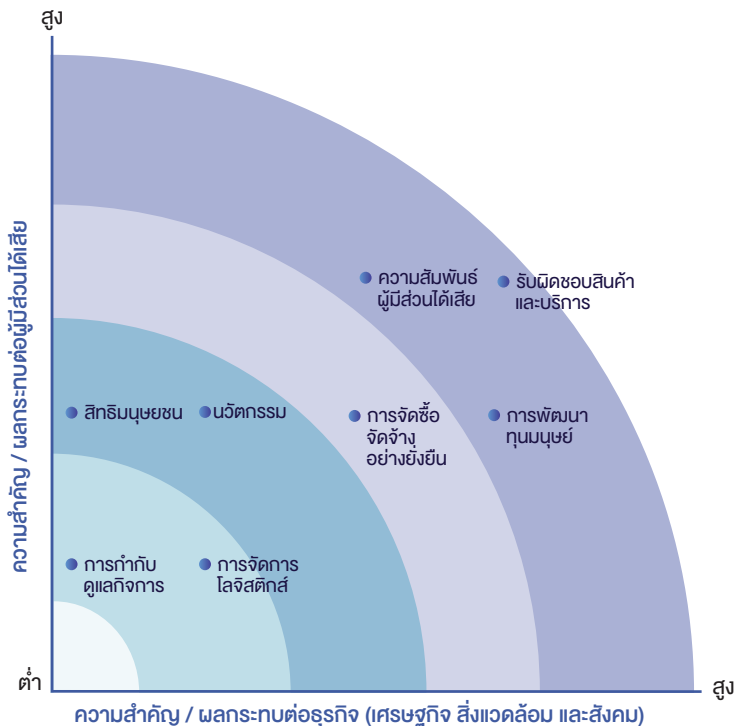 สูง
ความสำคัญ / ผลกระทบต่อผู้มีส่วนได้เสีย
ความสัมพันธ์
ผู้มีส่วนได้เสีย
รับผิดชอบสินค้า
และบริการ
สิทธิมนุษยชน
นวัตกรรม
การจัดซื้อ
จัดจ้าง
อย่างยั่งยืน
การพัฒนา
ทุนมนุษย์
การกำกับ
ดูแลกิจการ
การจัดการ
โลจิสติกส์
ต่ำ
สูง
ความสำคัญ / ผลกระทบต่อธุรกิจ (เศรษฐกิจ สิ่งแวดล้อม และสังคม)